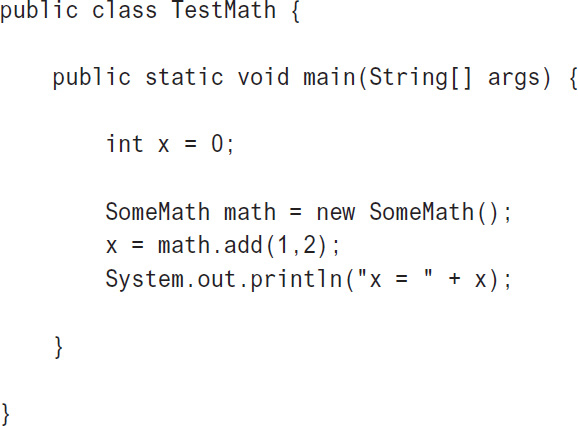 public class TestMath {
public static void main(String[] args) {
int x = 0;
SomeMath math = new SomeMath();
x = math.add(1,2);
System.out.println("x = " + x);
}
}